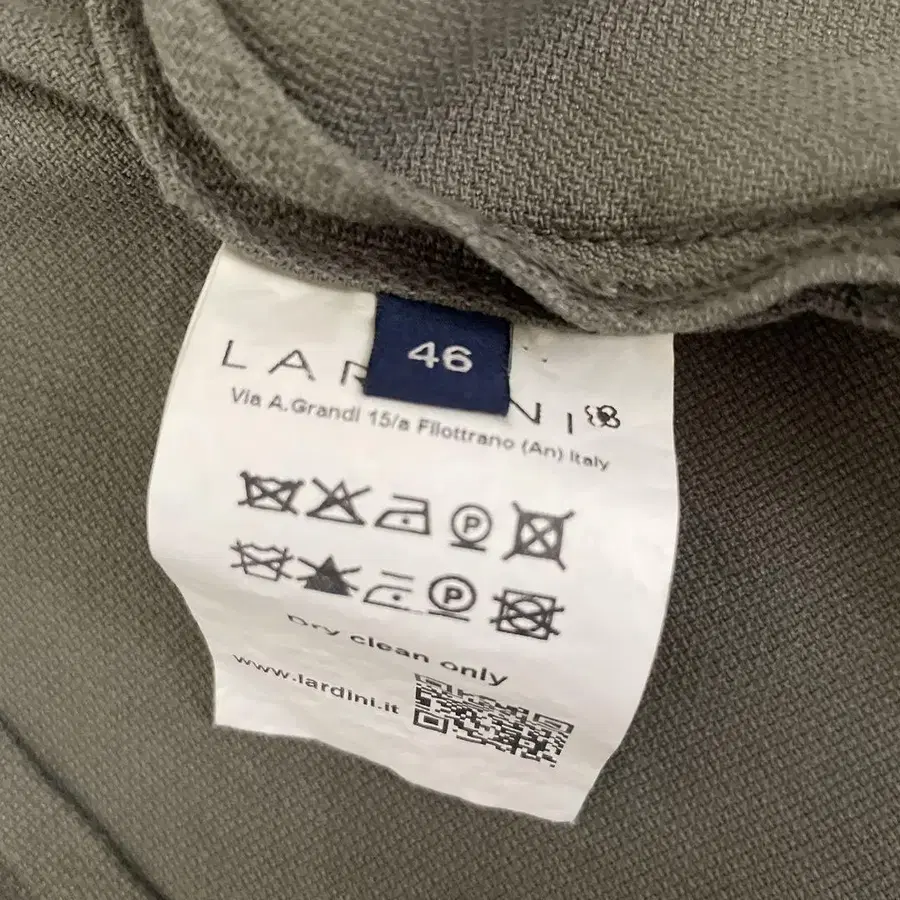 46
LARDINI
Via A.Grandi 15/a Filottrano (An) Italy
P
P
Dry clean only
www.lardini.it